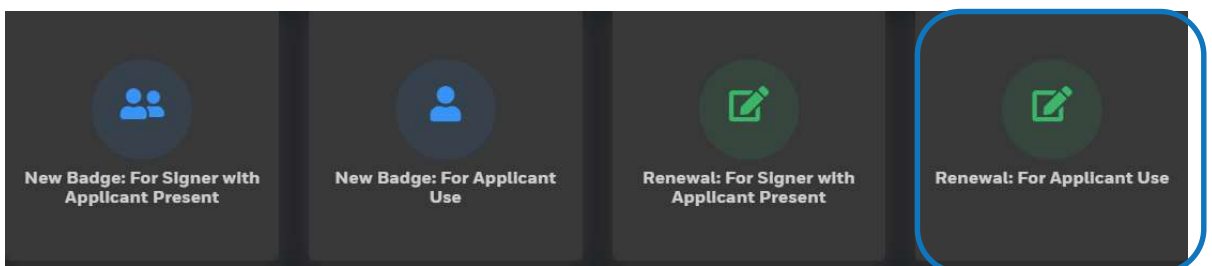 New Badge: For Signer with
Applicant Present
New Badge: For Applicant
Use
Renewal: For Signer with
Applicant Present
Renewal: For Applicant Use